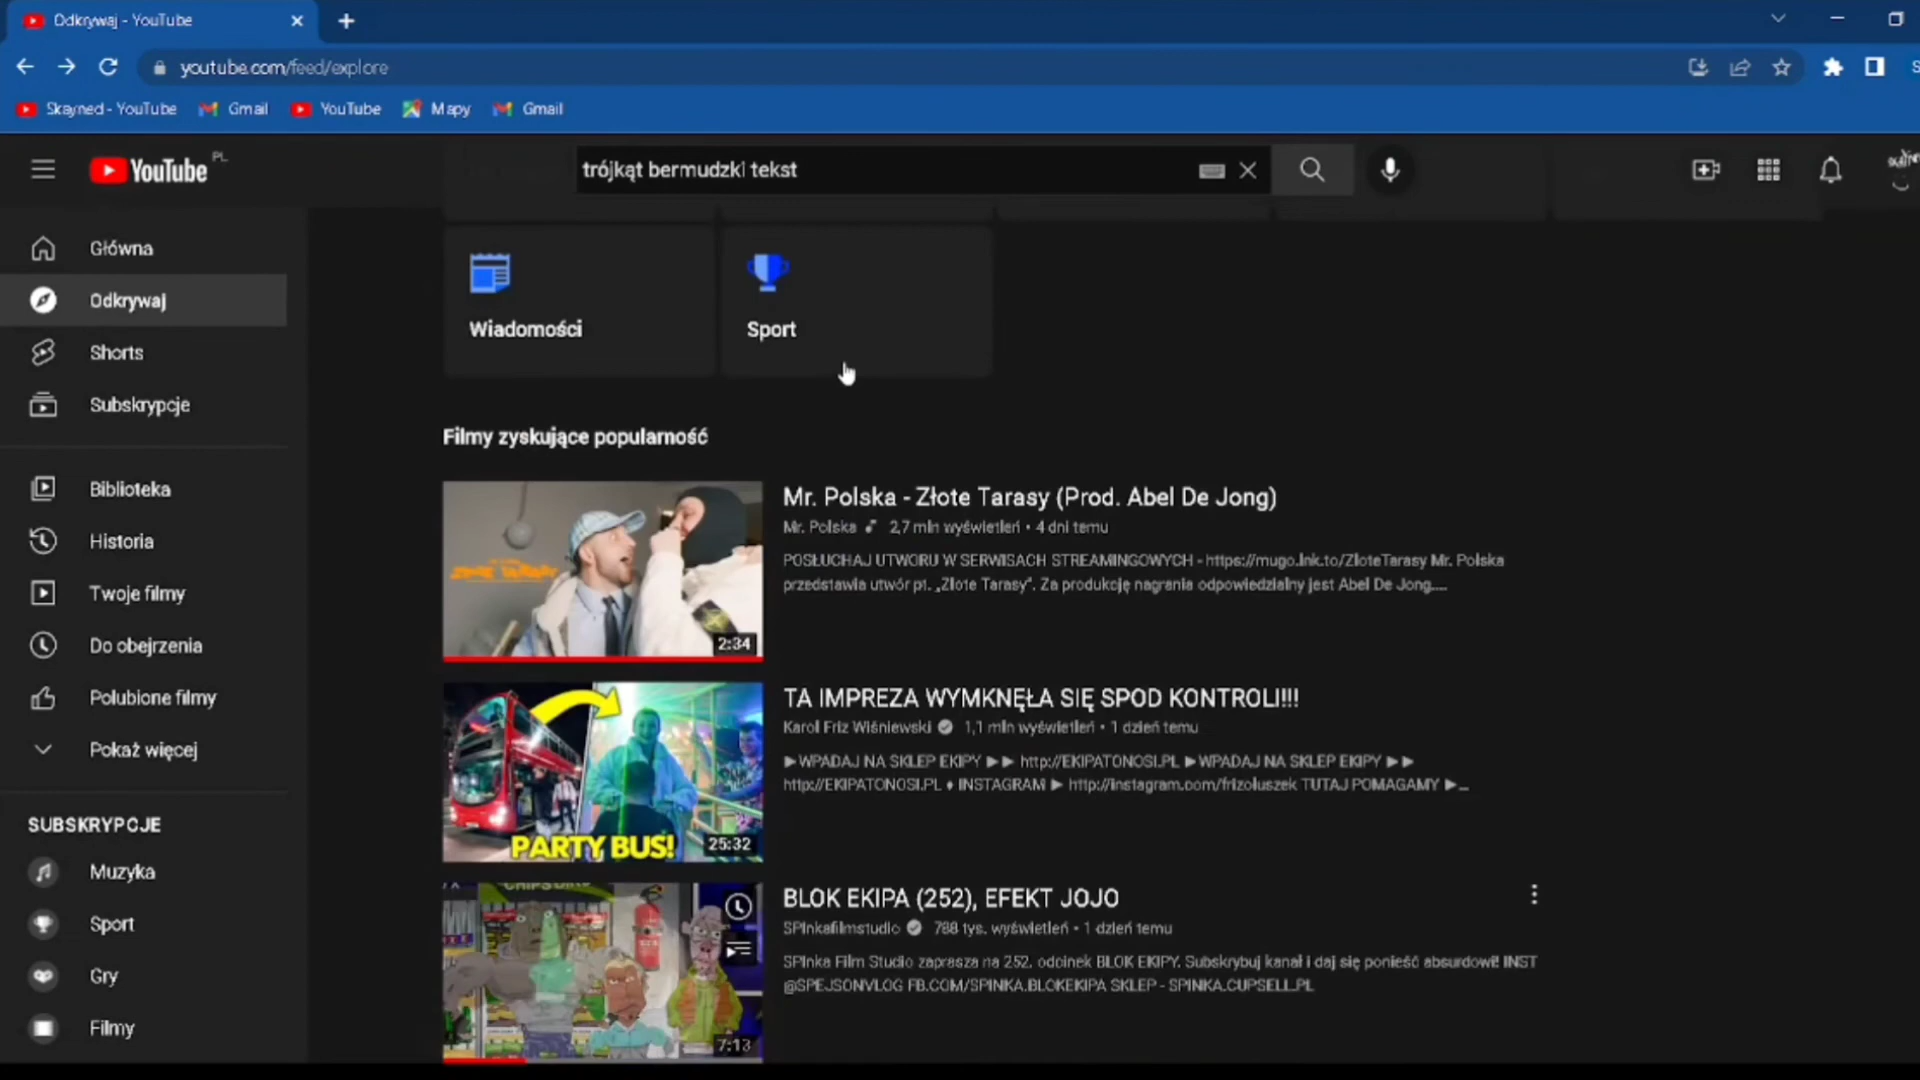 Odkrywaj - YouTube
youtube.com/feed/explore
Skayned - YouTube
Gmail
YouTube
Mapy
Gmail
YouTube PL
trójkąt bermudzki tekst
Główna
Odkrywaj
Shorts
Subskrypcje
Biblioteka
Historia
Twoje filmy
Do obejrzenia
Polubione filmy
Pokaż więcej
SUBSKRYPCJE
Muzyka
Sport
Gry
Filmy
Wiadomości
Sport
Filmy zyskujące popularność
ZŁOTE TARASY
2:34
Mr. Polska - Złote Tarasy (Prod. Abel De Jong)
Mr. Polska 2,7 mln wyświetleń • 4 dni temu
POSŁUCHAJ UTWORU W SERWISACH STREAMINGOWYCH - https://mugo.lnk.to/ZloteTarasy Mr. Polska
przedstawia utwór pt. „Złote Tarasy". Za produkcję nagrania odpowiedzialny jest Abel De Jong....
PARTY BUS!
25:32
TA IMPREZA WYMKNĘŁA SIĘ SPOD KONTROLI!!!
Karol Friz Wiśniewski 1,1 mln wyświetleń • 1 dzień temu
►WPADAJ NA SKLEP EKIPY ►► http://EKIPATONOSI.PL ►WPADAJ NA SKLEP EKIPY ►►
http://EKIPATONOSI.PL ♦ INSTAGRAM ► http://instagram.com/frizoluszek TUTAJ POMAGAMY ►...
7:13
BLOK EKIPA (252), EFEKT JOJO
SPInkafilmstudio 788 tys. wyświetleń • 1 dzień temu
SPInka Film Studio zaprasza na 252. odcinek BLOK EKIPY. Subskrybuj kanał i daj się ponieść absurdowi! INST
@SPEJSONVLOG FB.COM/SPINKA.BLOKEKIPA SKLEP - SPINKA.CUPSELL.PL